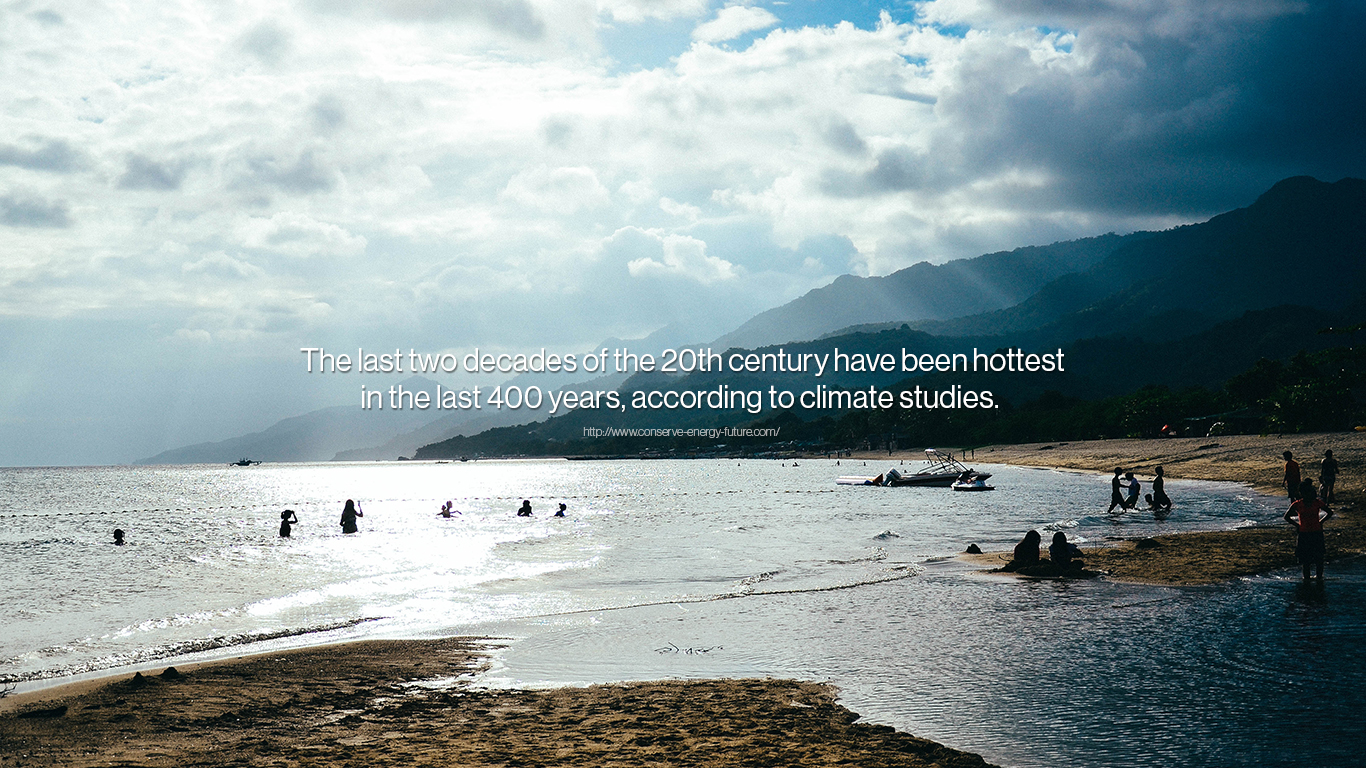 The last two decades of the 20th century have been hottest
in the last 400 years, according to climate studies.
http://www.conserve-energy-future.com/